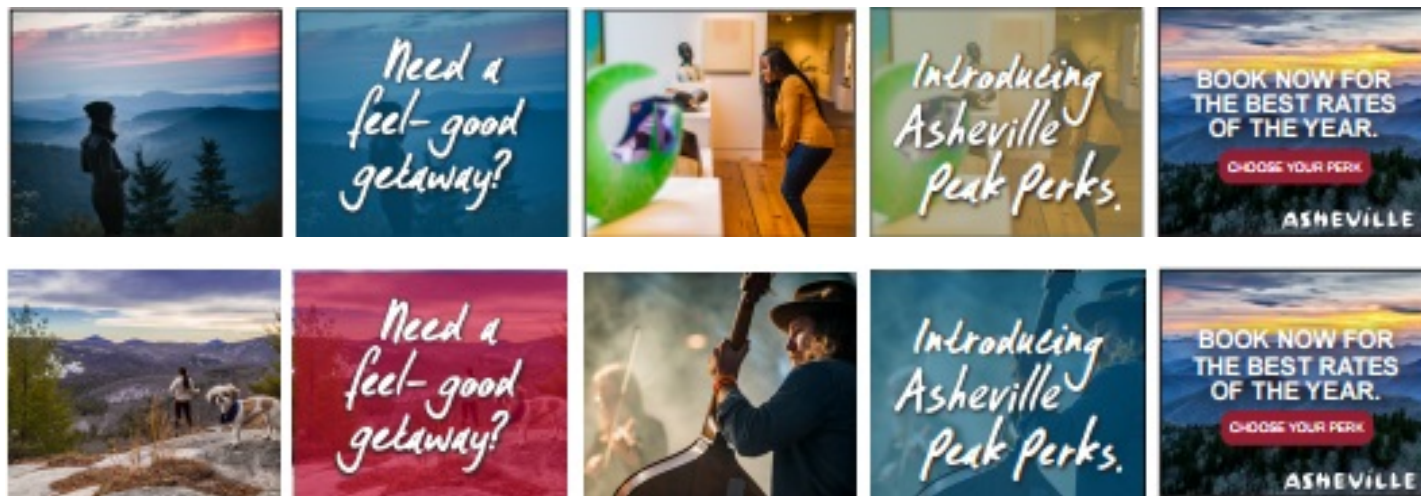 Need a
feel-good
getaway?
Introducing
Asheville
Peak Perks.
BOOK NOW FOR
THE BEST RATES
OF THE YEAR.
CHOOSE YOUR PERK
ASHEVILLE
Need a
feel-good
getaway?
Introducing
Asheville
Peak Perks.
BOOK NOW FOR
THE BEST RATES
OF THE YEAR.
CHOOSE YOUR PERK
ASHEVILLE